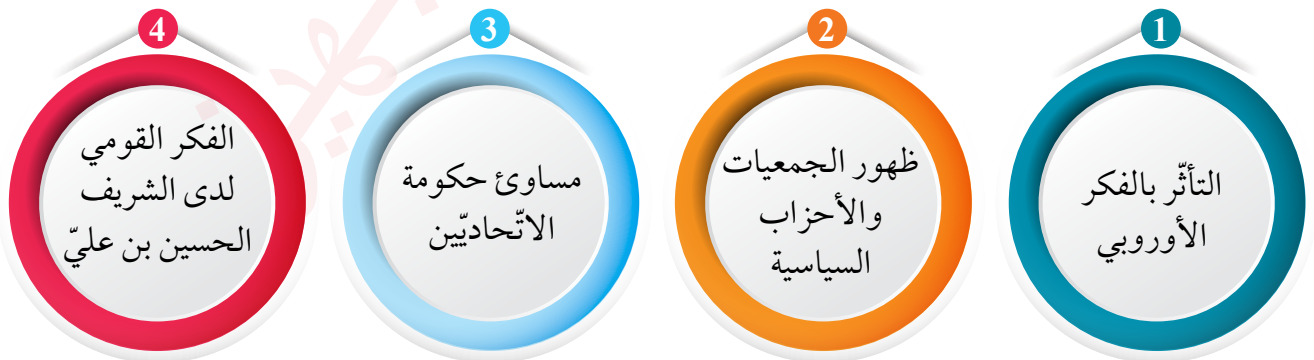 1
التأثّر بالفكر
الأوروبي
2
ظهور الجمعيات
والأحزاب
السياسية
3
مساوئ حكومة
الاتّحاديّين
4
الفكر القومي
لدى الشريف
الحسين بن عليّ